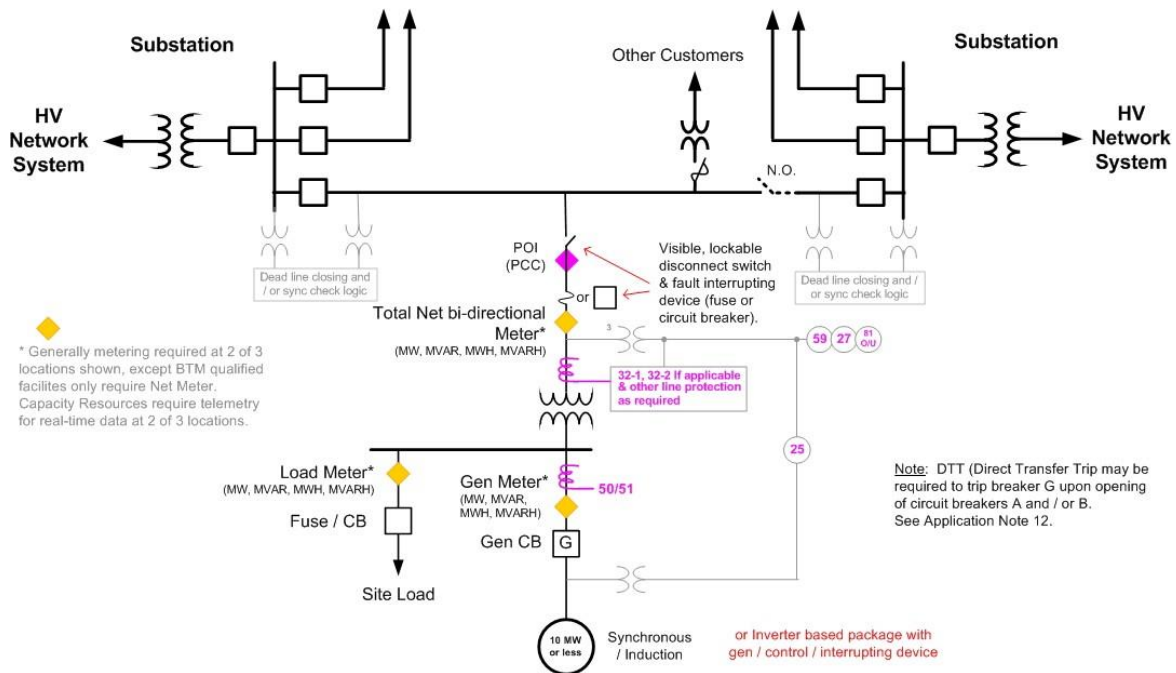 Substation
HV
Network
System
Other Customers
Substation
HV
Network
System
N.O.
Dead line closing and
/ or sync check logic
POI
(PCC)
or
Visible, lockable
disconnect switch
& fault interrupting
device (fuse or
circuit breaker).
Dead line closing and /
or sync check logic
Total Net bi-directional
Meter*
(MW, MVAR, MWH, MVARH)
3
59
27
81
O/U
* Generally metering required at 2 of 3
locations shown, except BTM qualified
facilites only require Net Meter.
Capacity Resources require telemetry
for real-time data at 2 of 3 locations.
32-1, 32-2 If applicable
& other line protection
as required
25
Load Meter*
(MW, MVAR, MWH, MVARH)
Gen Meter*
(MW, MVAR,
MWH, MVARH)
50/51
Fuse / CB
Gen CB
G
Site Load
Note: DTT (Direct Transfer Trip may be
required to trip breaker G upon opening
of circuit breakers A and / or B.
See Application Note 12.
10 MW
or less
Synchronous
/ Induction
or Inverter based package with
gen / control / interrupting device